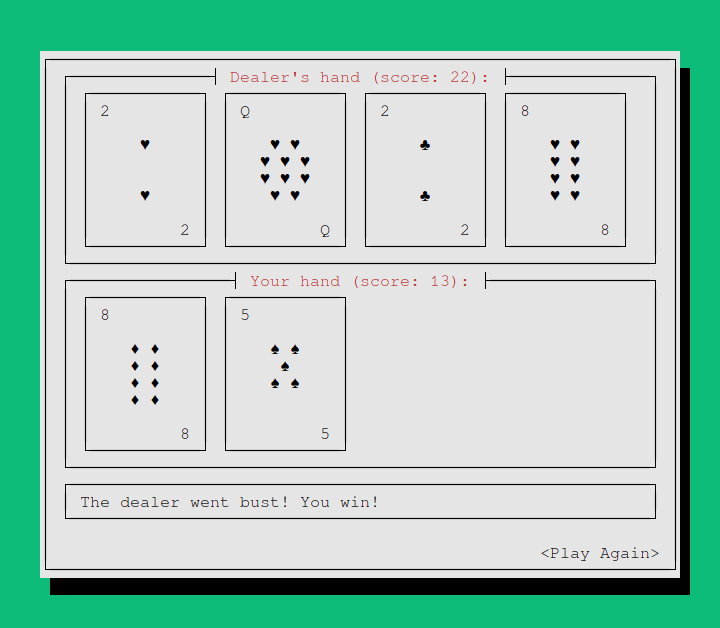 Dealer's hand (score: 22):
2 Q 2 8
♥ ♥ ♥ ♣ ♥ ♥
♥ ♥ ♥ ♥ ♥
♥ ♥ ♥ ♥ ♥
♥ ♥ ♥ ♣ ♥ ♥
2 Q 2 8
Your hand (score: 13):
8 5
♦ ♦ ♠ ♠
♦ ♦ ♠
♦ ♦ ♠ ♠
♦ ♦
8 5
The dealer went bust! You win!
<Play Again>